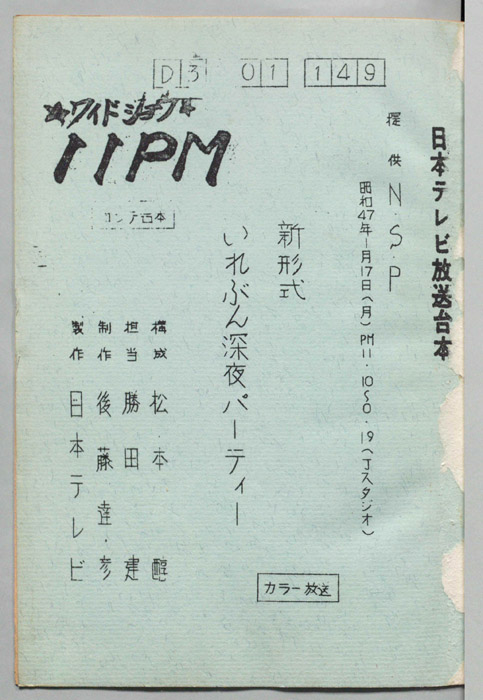 日本テレビ放送台本
提供 N.S.P
昭和47年1月17日(月) PM11.10〜0.19(Jスタジオ)
D3 01 149
☆ワイドショウ☆
11PM
コンテ台本
新形式
いれぶん深夜パーティー
構成 松本
担当 勝田 建
制作 後藤達彦
製作 日本テレビ
カラー放送